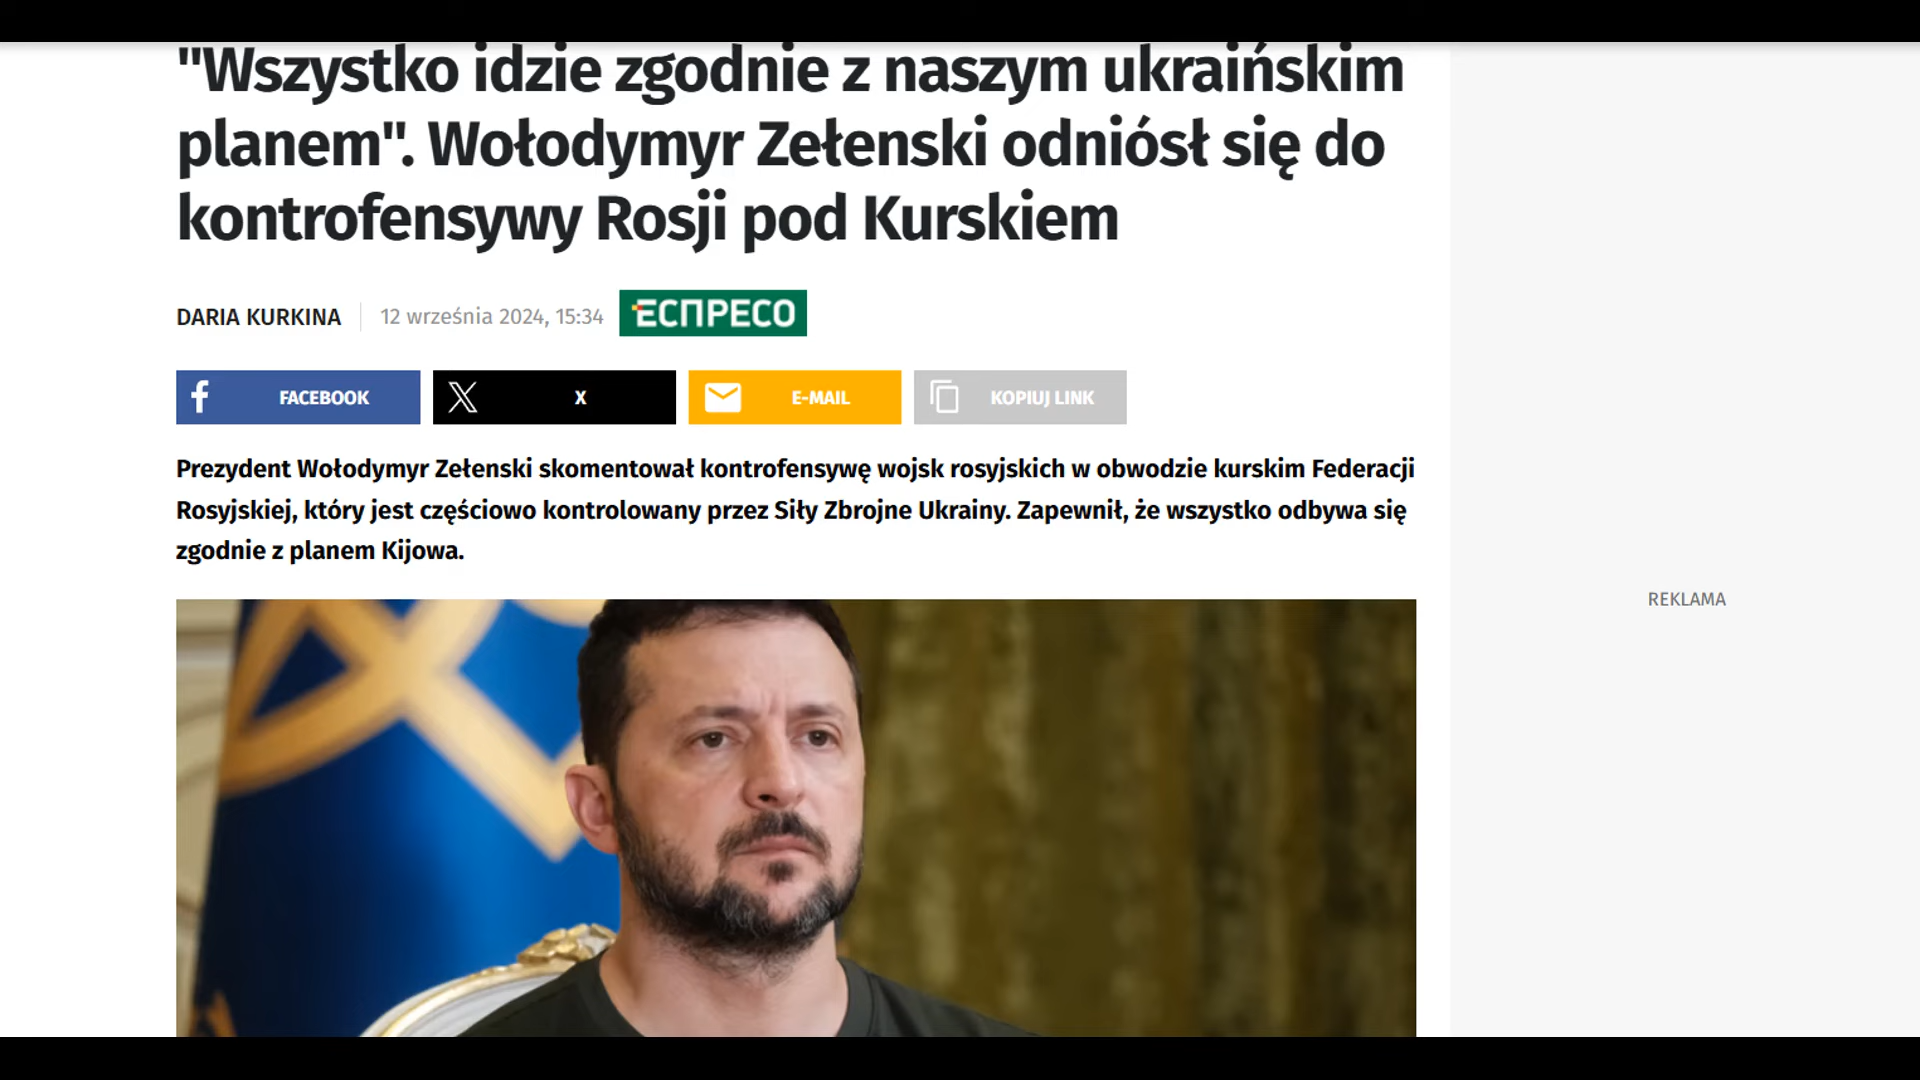 "Wszystko idzie zgodnie z naszym ukraińskim
planem". Wołodymyr Zełenski odniósł się do
kontrofensywy Rosji pod Kurskiem
DARIA KURKINA
12 września 2024, 15:34
ЕСПРЕСО
FACEBOOK
X
E-MAIL
KOPIUJ LINK
Prezydent Wołodymyr Zełenski skomentował kontrofensywę wojsk rosyjskich w obwodzie kurskim Federacji
Rosyjskiej, który jest częściowo kontrolowany przez Siły Zbrojne Ukrainy. Zapewnił, że wszystko odbywa się
zgodnie z planem Kijowa.
REKLAMA